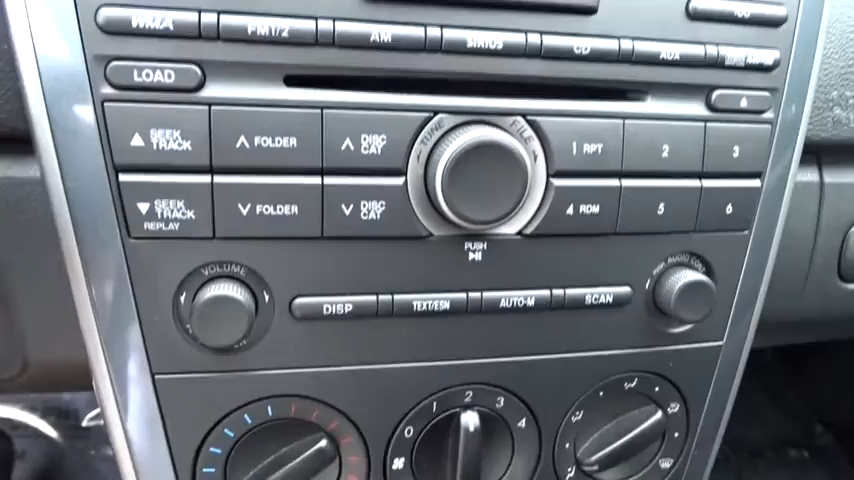 WMA FM1/2 AM SIRIUS CD AUX
LOAD
SEEK TRACK FOLDER DISC CAT TUNE FILE 1 RPT 2 3
SEEK TRACK REPLAY FOLDER DISC CAT 4 RDM 5 6
PUSH
VOLUME AUDIO CONT
DISP TEXT/ESN AUTO-M SCAN
0 1 2 3 4